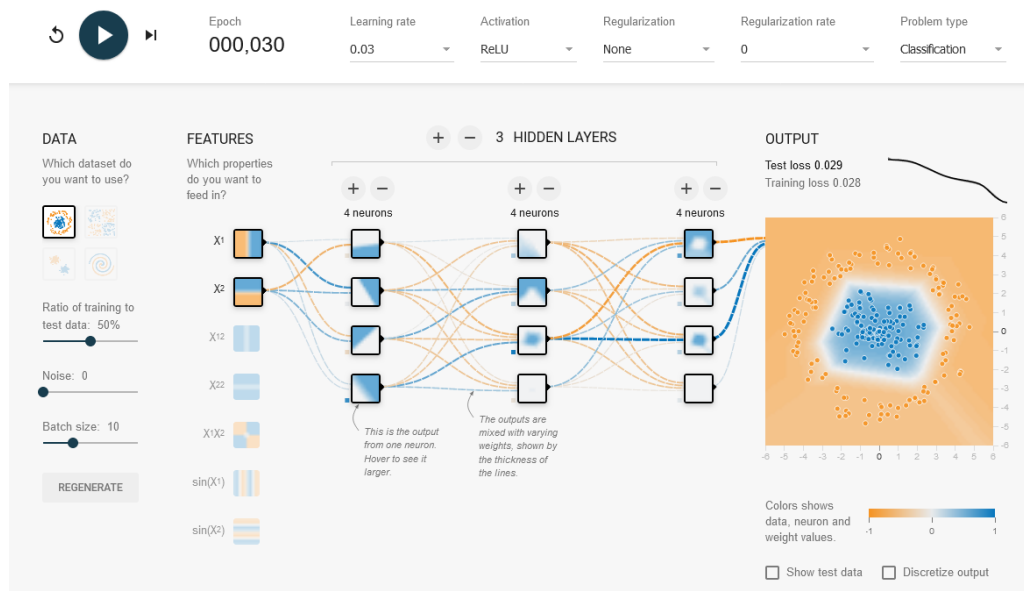 Epoch
000,030
Learning rate
0.03
Activation
ReLU
Regularization
None
Regularization rate
0
Problem type
Classification
DATA
Which dataset do
you want to use?
Ratio of training to
test data: 50%
Noise: 0
Batch size: 10
REGENERATE
FEATURES
Which properties
do you want to
feed in?
X1
X2
X12
X22
X1X2
sin(X1)
sin(X2)
+ − 3 HIDDEN LAYERS
+ −
4 neurons
+ −
4 neurons
+ −
4 neurons
This is the output
from one neuron.
Hover to see it
larger.
The outputs are
mixed with varying
weights, shown by
the thickness of
the lines.
OUTPUT
Test loss 0.029
Training loss 0.028
6
5
4
3
2
1
0
-1
-2
-3
-4
-5
-6
-6 -5 -4 -3 -2 -1 0 1 2 3 4 5 6
Colors shows
data, neuron and
weight values.
-1 0 1
Show test data
Discretize output